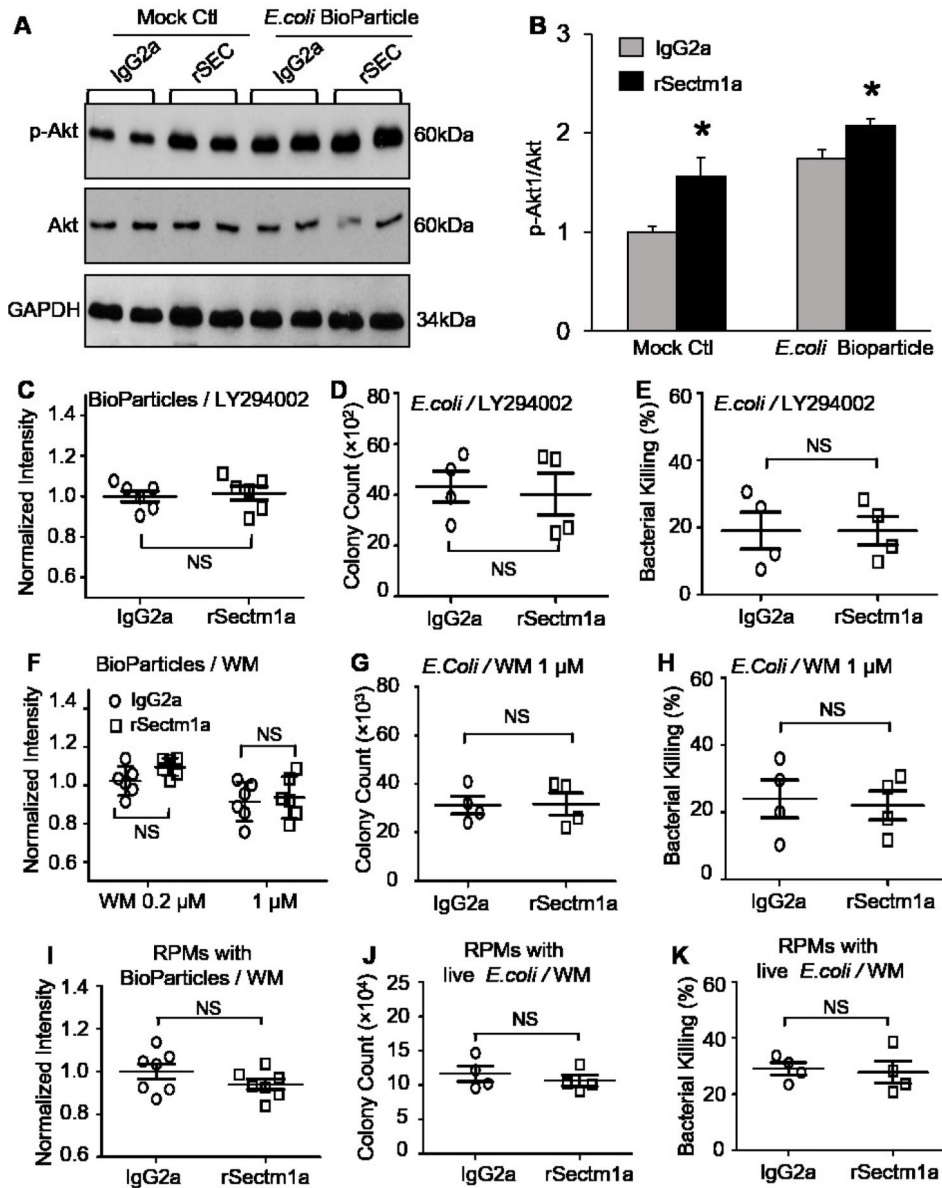 A
Mock Ctl
E.coli BioParticle
IgG2a
rSEC
IgG2a
rSEC
p-Akt
60kDa
Akt
60kDa
GAPDH
34kDa
B
IgG2a
rSectm1a
p-Akt1/Akt
3
2
1
0
*
*
Mock Ctl
E.coli Bioparticle
C
BioParticles / LY294002
Normalized Intensity
1.4
1.2
1.0
0.8
0.6
NS
IgG2a
rSectm1a
D
E.coli / LY294002
Colony Count (×10²)
80
60
40
20
0
NS
IgG2a
rSectm1a
E
E.coli / LY294002
Bacterial Killing (%)
60
40
20
0
NS
IgG2a
rSectm1a
F
BioParticles / WM
IgG2a
rSectm1a
Normalized Intensity
1.4
1.2
1.0
0.8
0.6
NS
NS
WM 0.2 µM
1 µM
G
E.Coli / WM 1 µM
Colony Count (×10³)
80
60
40
20
0
NS
IgG2a
rSectm1a
H
E.Coli / WM 1 µM
Bacterial Killing (%)
60
40
20
0
NS
IgG2a
rSectm1a
I
RPMs with
BioParticles / WM
Normalized Intensity
1.4
1.2
1.0
0.8
0.6
NS
IgG2a
rSectm1a
J
RPMs with
live E.coli / WM
Colony Count (×10⁴)
25
20
15
10
5
0
NS
IgG2a
rSectm1a
K
RPMs with
live E.coli / WM
Bacterial Killing (%)
60
40
20
0
NS
IgG2a
rSectm1a